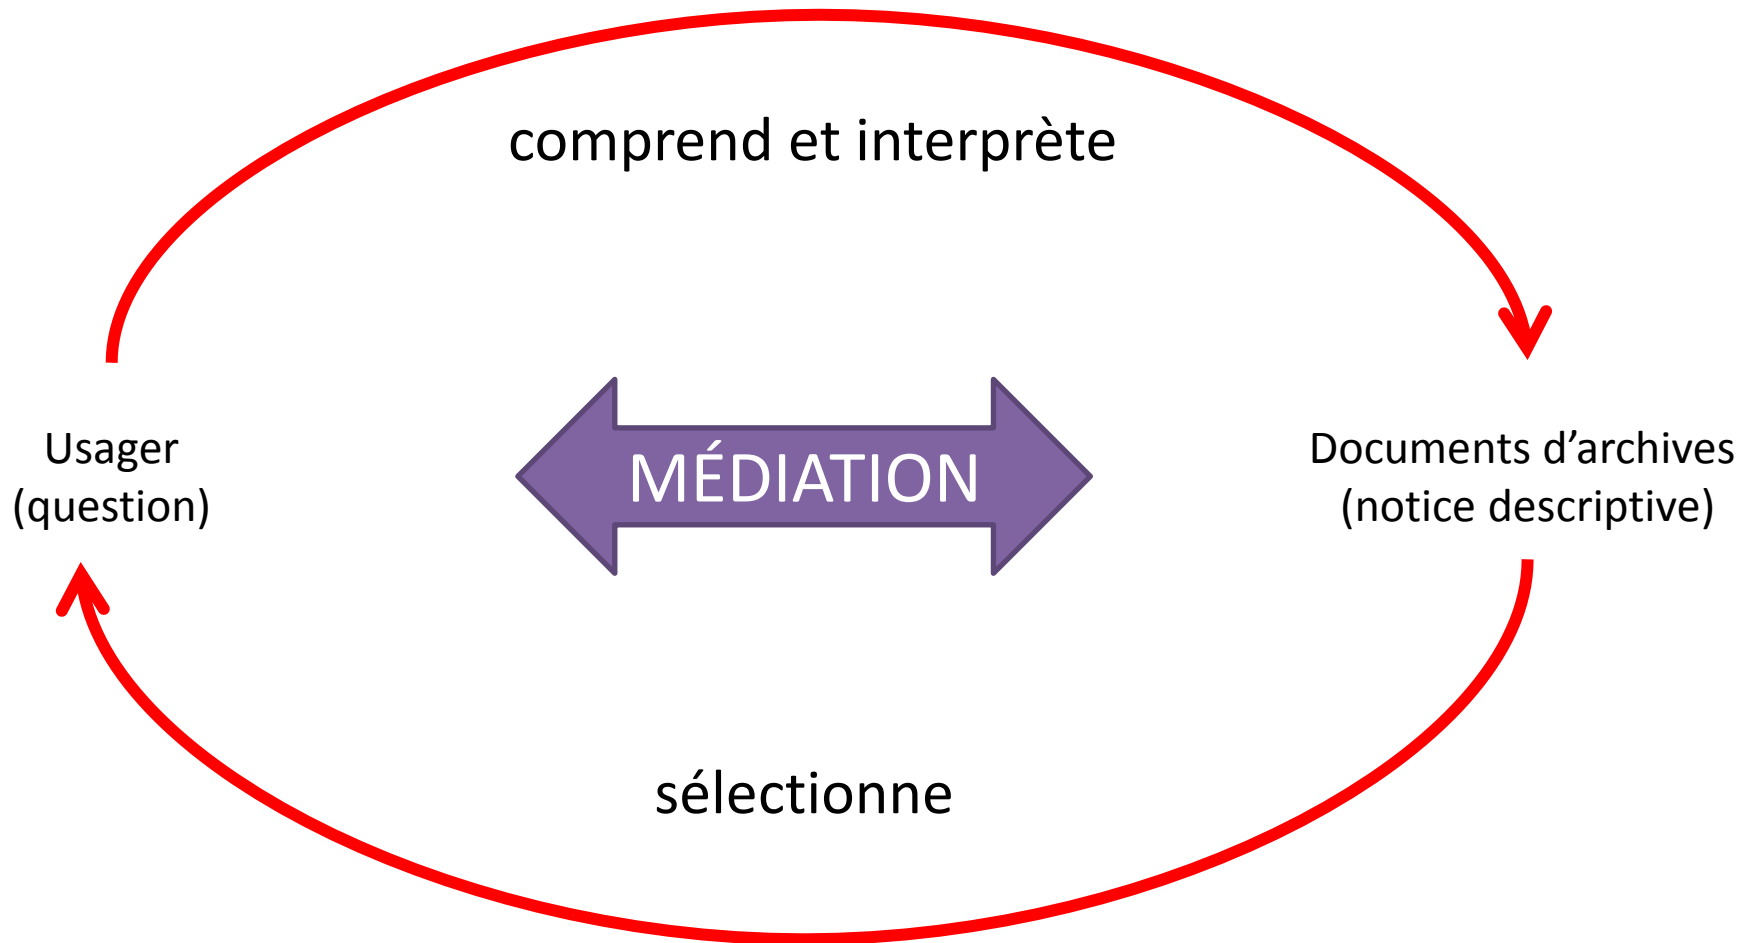 comprend et interprète
Usager
(question)
MÉDIATION
Documents d’archives
(notice descriptive)
sélectionne